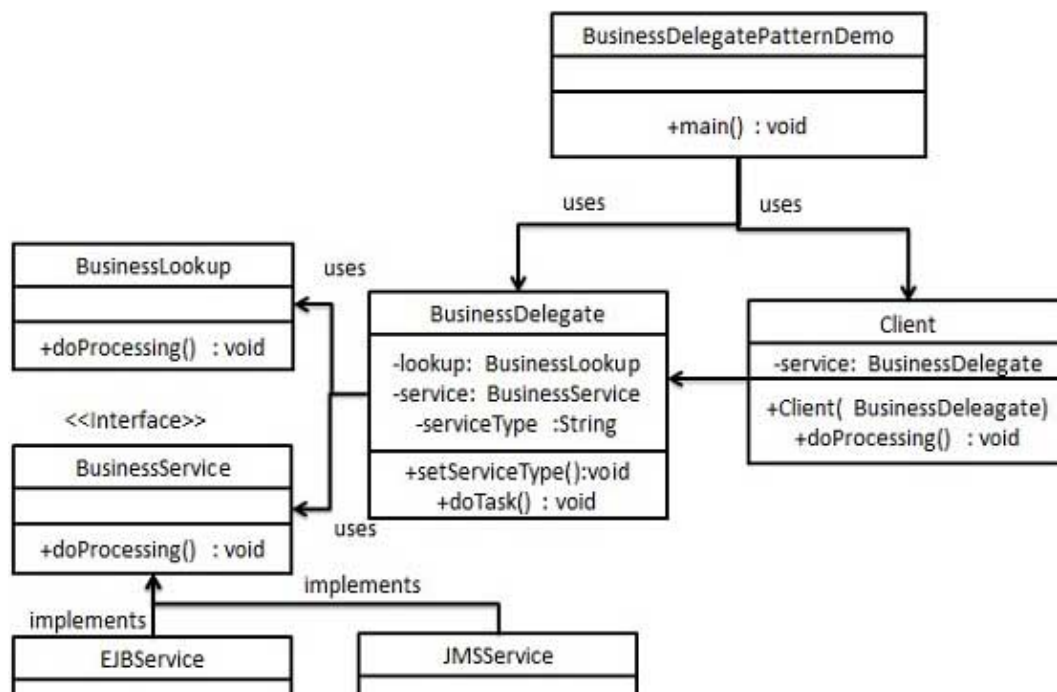 BusinessDelegatePatternDemo
+main() : void
uses
uses
BusinessLookup
+doProcessing() : void
uses
BusinessDelegate
-lookup: BusinessLookup
-service: BusinessService
-serviceType :String
+setServiceType():void
+doTask() : void
Client
-service: BusinessDelegate
+Client( BusinessDeleagate)
+doProcessing() : void
<<Interface>>
BusinessService
+doProcessing() : void
uses
implements
implements
EJBService
JMSService